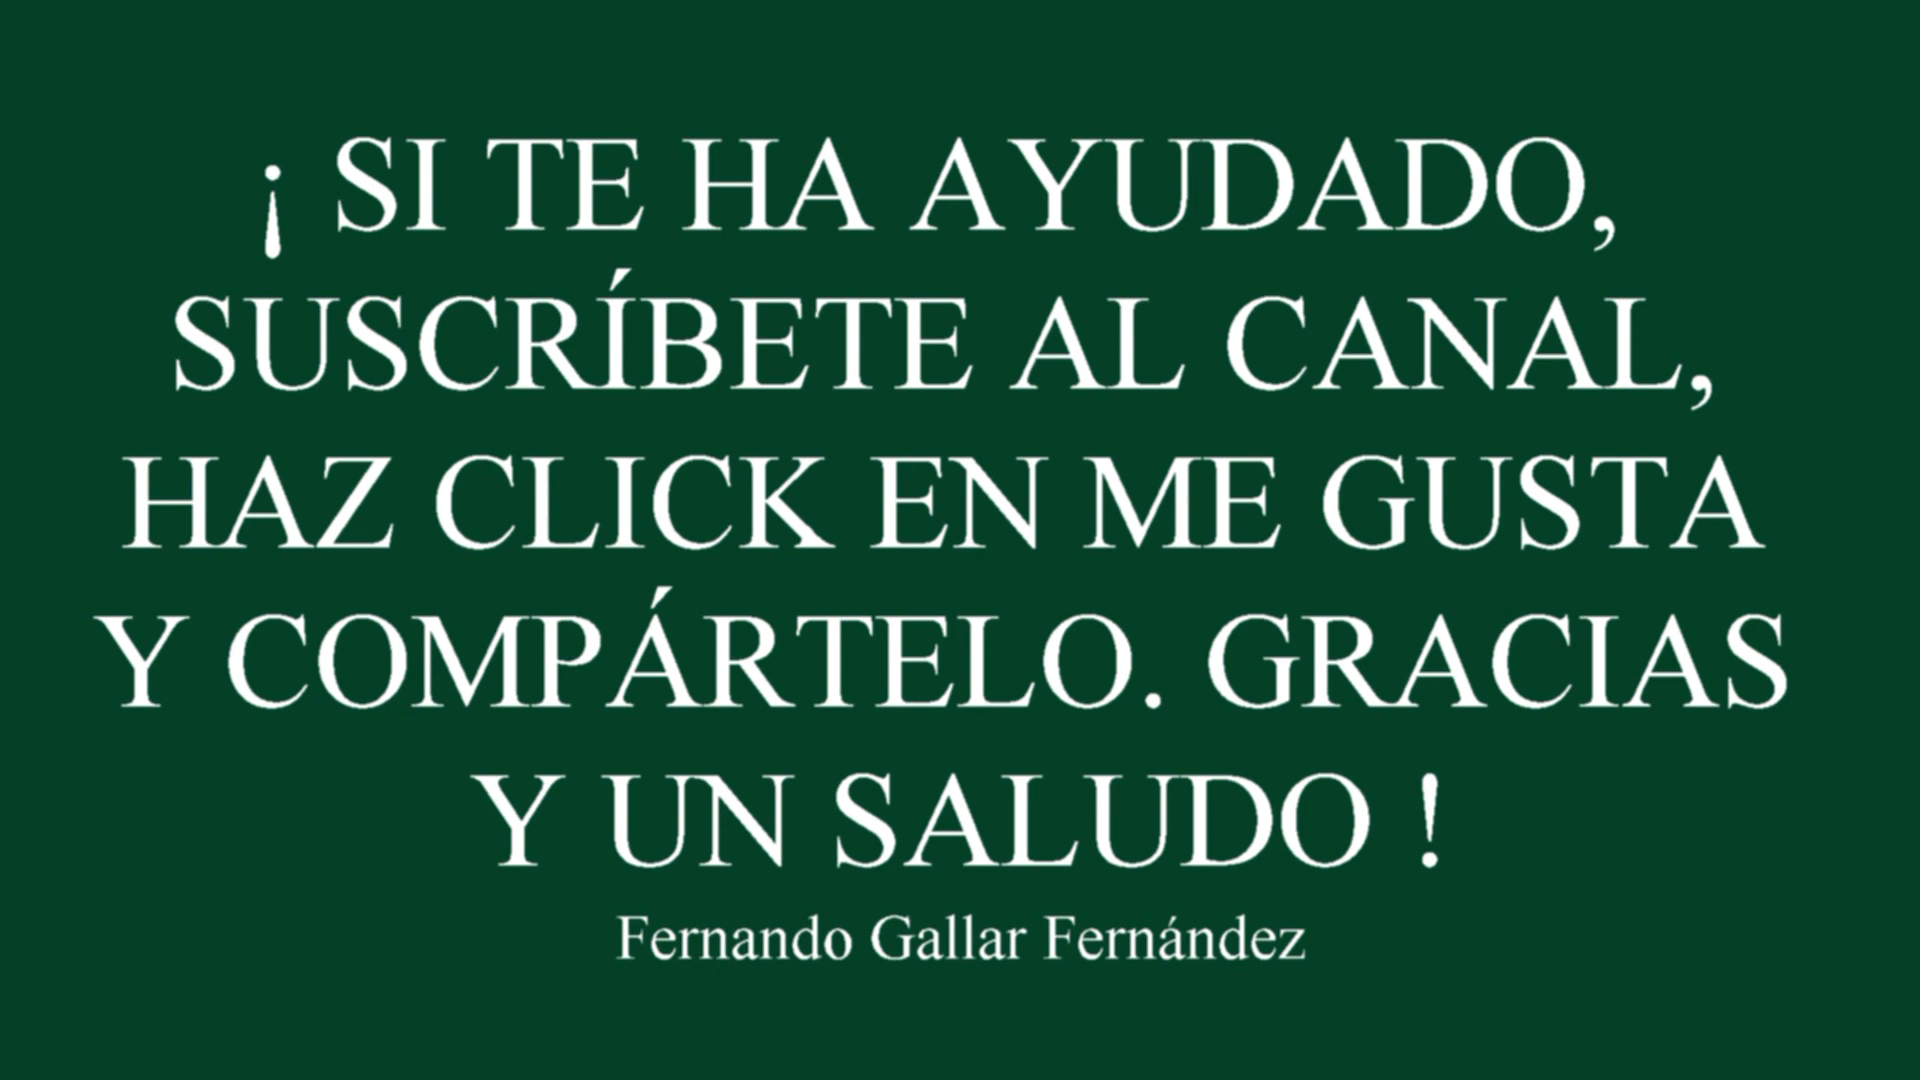 ¡ SI TE HA AYUDADO,
SUSCRÍBETE AL CANAL,
HAZ CLICK EN ME GUSTA
Y COMPÁRTELO. GRACIAS
Y UN SALUDO !
Fernando Gallar Fernández